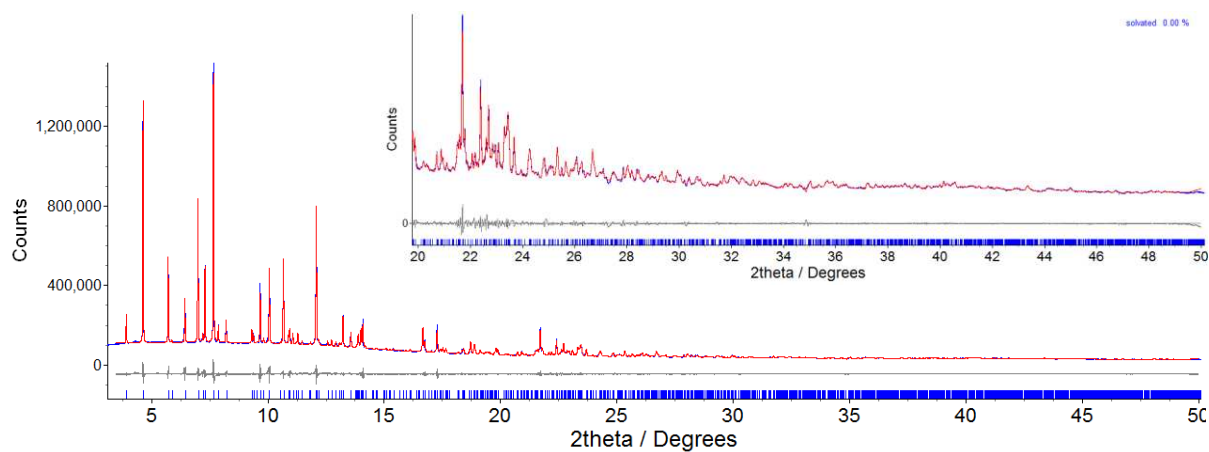 solvated 0.00 %
Counts
0
20 22 24 26 28 30 32 34 36 38 40 42 44 46 48 50
2theta / Degrees
Counts
1,200,000
800,000
400,000
0
5 10 15 20 25 30 35 40 45 50
2theta / Degrees